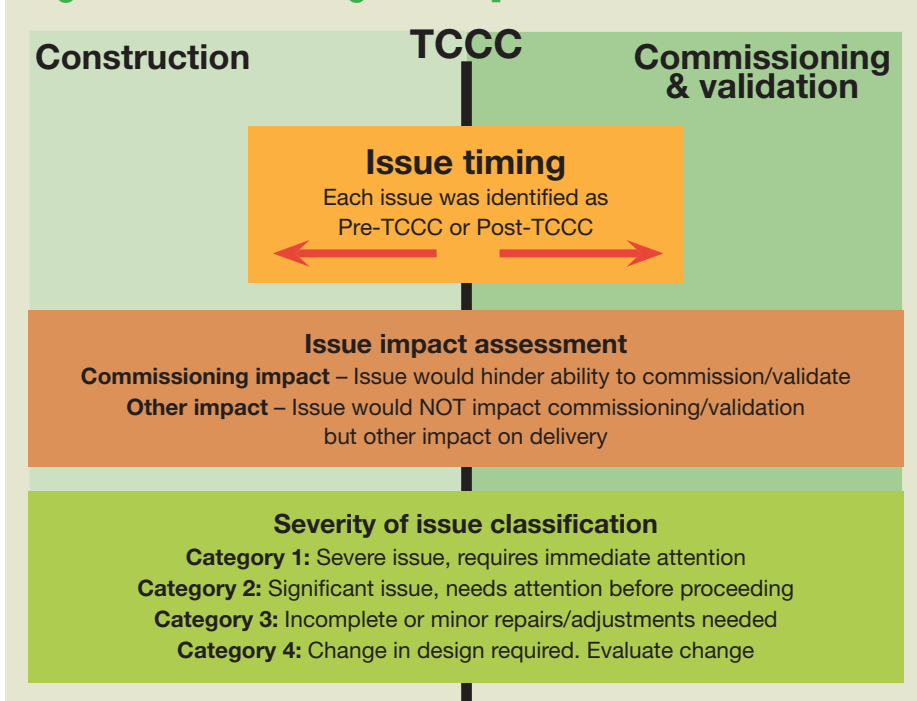 Construction
TCCC
Commissioning
& validation
Issue timing
Each issue was identified as
Pre-TCCC or Post-TCCC
Issue impact assessment
Commissioning impact – Issue would hinder ability to commission/validate
Other impact – Issue would NOT impact commissioning/validation
but other impact on delivery
Severity of issue classification
Category 1: Severe issue, requires immediate attention
Category 2: Significant issue, needs attention before proceeding
Category 3: Incomplete or minor repairs/adjustments needed
Category 4: Change in design required. Evaluate change